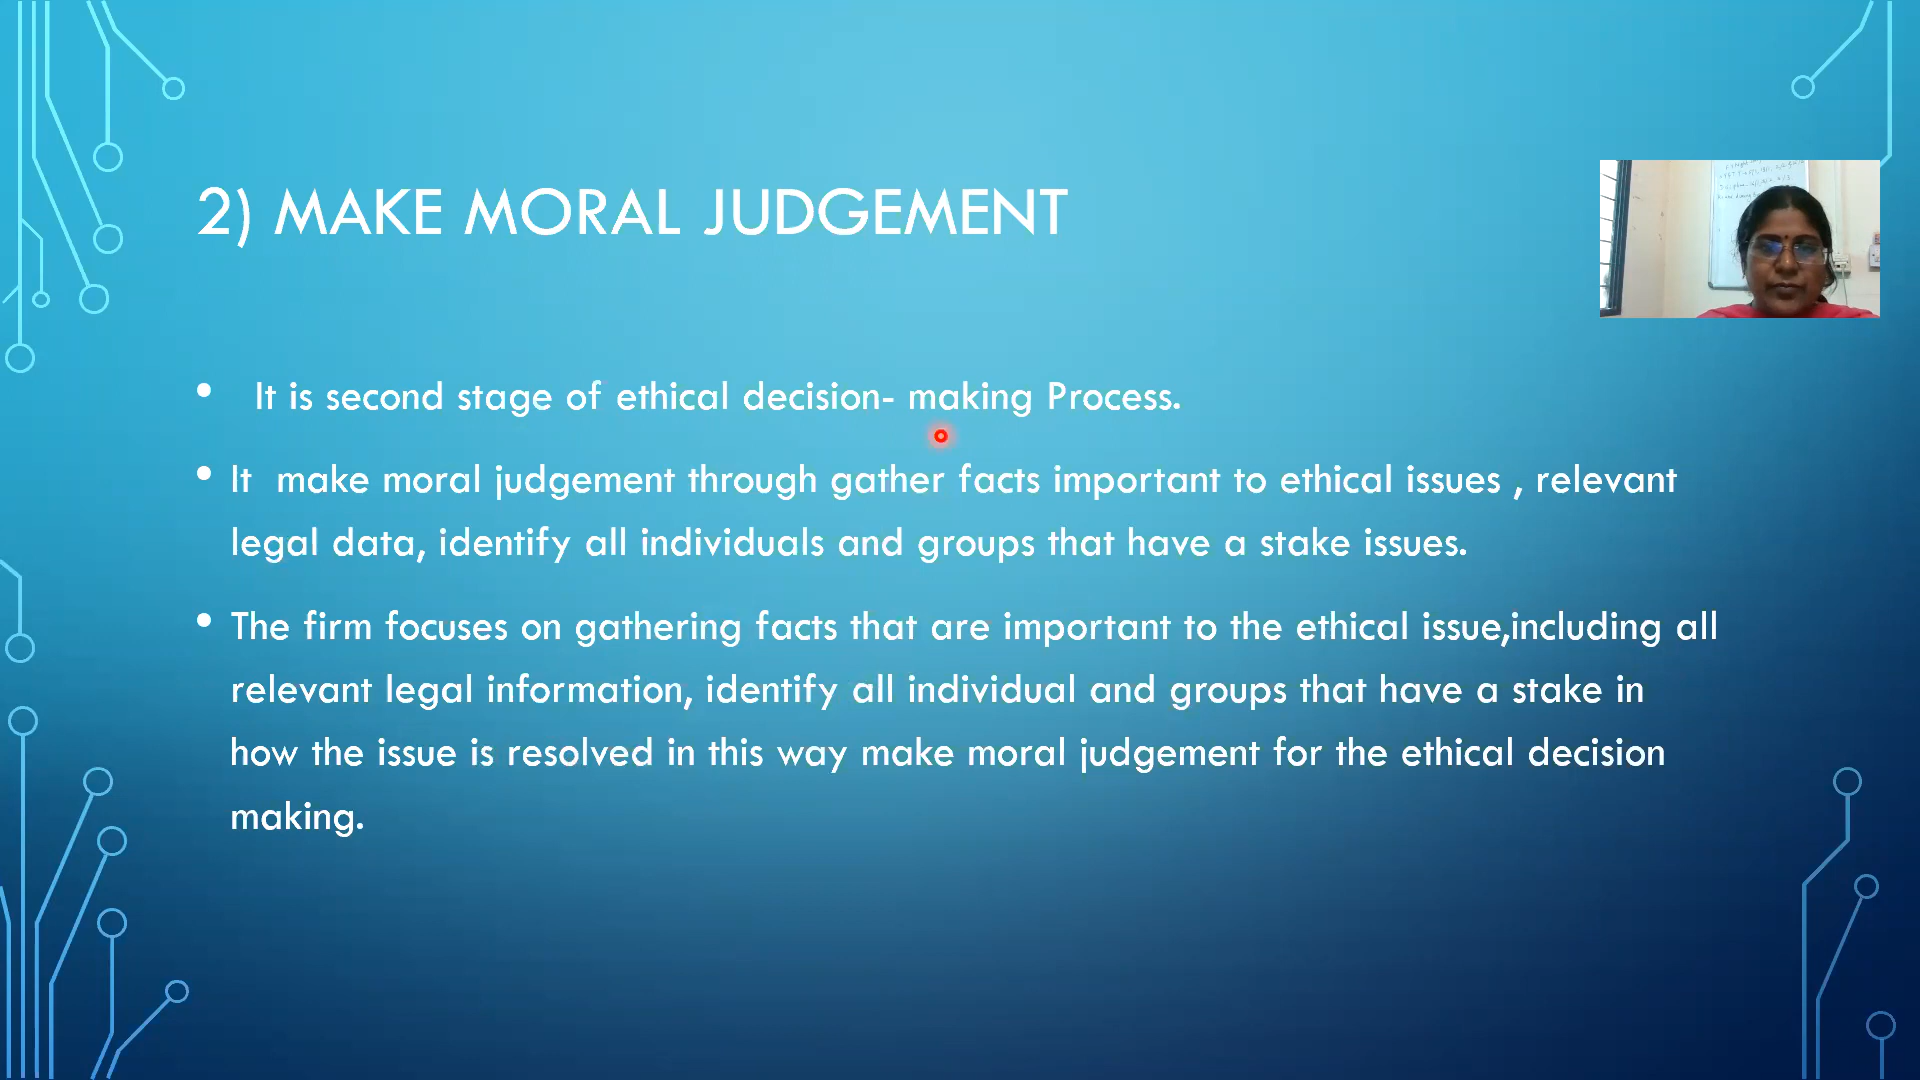 2) MAKE MORAL JUDGEMENT
• It is second stage of ethical decision- making Process.
• It make moral judgement through gather facts important to ethical issues , relevant
legal data, identify all individuals and groups that have a stake issues.
• The firm focuses on gathering facts that are important to the ethical issue,including all
relevant legal information, identify all individual and groups that have a stake in
how the issue is resolved in this way make moral judgement for the ethical decision
making.